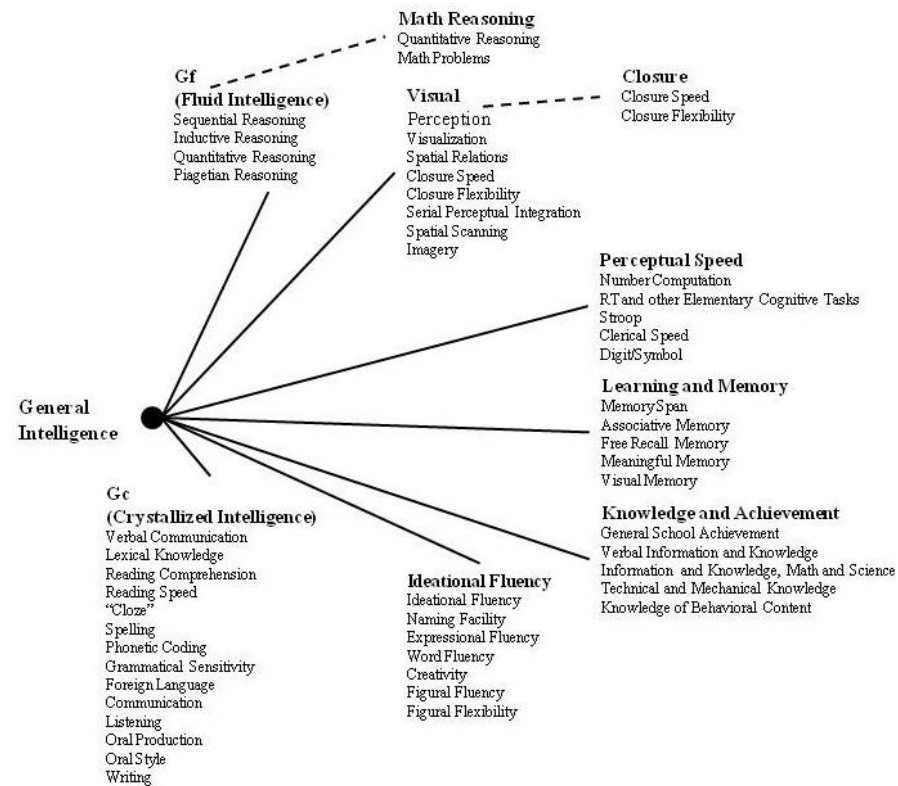 Math Reasoning
Quantitative Reasoning
Math Problems
Gf
(Fluid Intelligence)
Sequential Reasoning
Inductive Reasoning
Quantitative Reasoning
Piagetian Reasoning
Visual
Perception
Visualization
Spatial Relations
Closure Speed
Closure Flexibility
Serial Perceptual Integration
Spatial Scanning
Imagery
Closure
Closure Speed
Closure Flexibility
Perceptual Speed
Number Computation
RT and other Elementary Cognitive Tasks
Stroop
Clerical Speed
Digit/Symbol
General
Intelligence
Learning and Memory
Memory Span
Associative Memory
Free Recall Memory
Meaningful Memory
Visual Memory
Gc
(Crystallized Intelligence)
Verbal Communication
Lexical Knowledge
Reading Comprehension
Reading Speed
“Cloze”
Spelling
Phonetic Coding
Grammatical Sensitivity
Foreign Language
Communication
Listening
Oral Production
Oral Style
Writing
Ideational Fluency
Ideational Fluency
Naming Facility
Expressional Fluency
Word Fluency
Creativity
Figural Fluency
Figural Flexibility
Knowledge and Achievement
General School Achievement
Verbal Information and Knowledge
Information and Knowledge, Math and Science
Technical and Mechanical Knowledge
Knowledge of Behavioral Content